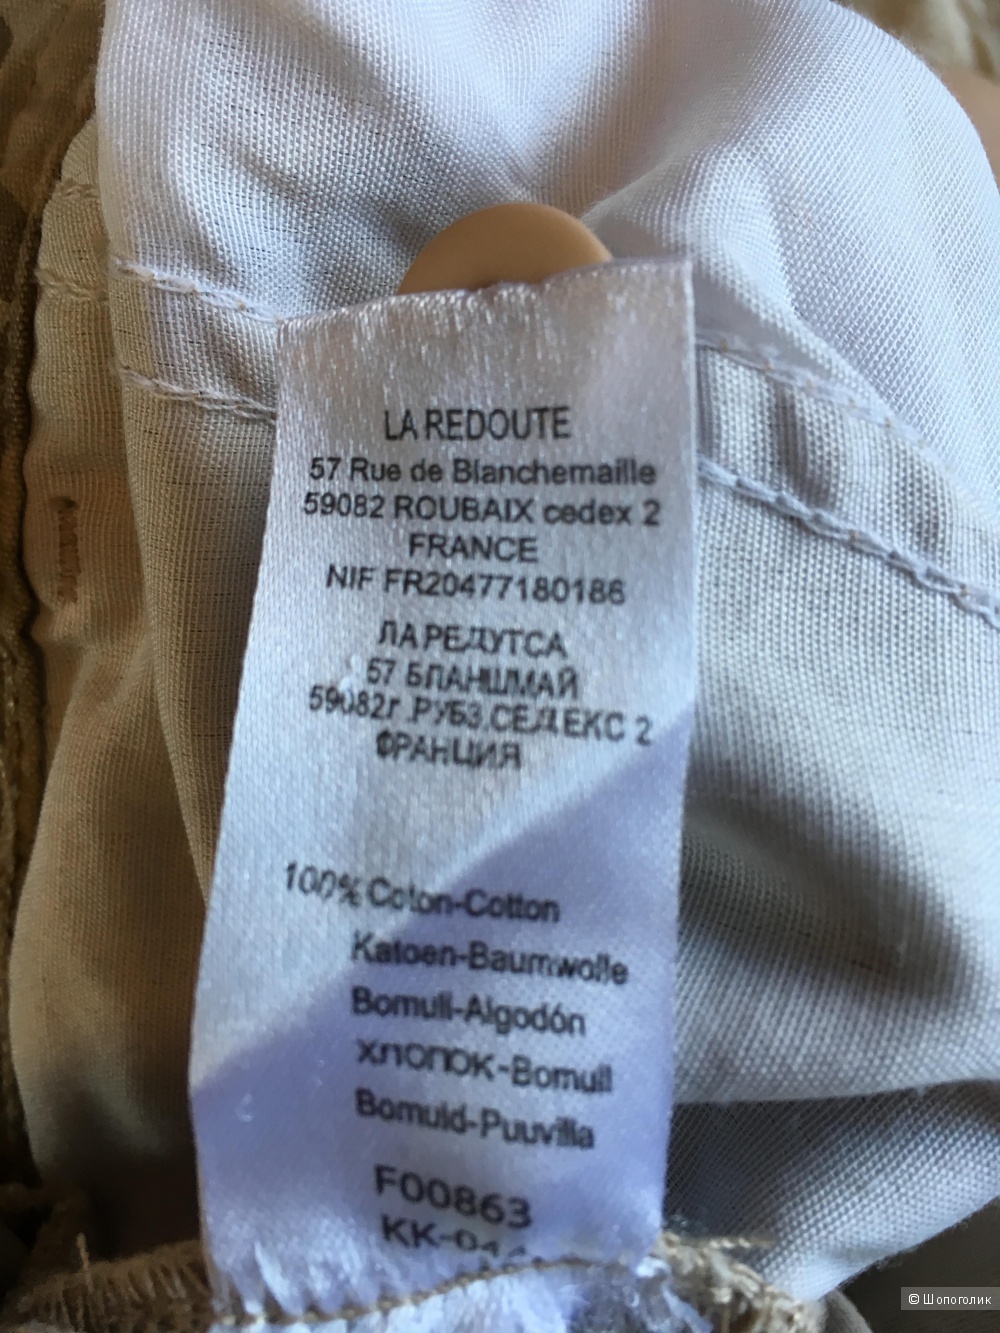 LA REDOUTE
57 Rue de Blanchemaille
59082 ROUBAIX cedex 2
FRANCE
NIF FR20477180186
ЛА РЕДУТСА
57 БЛАНШМАЙ
59082г.РУБЭ.СЕДЕКС 2
ФРАНЦИЯ
100% Coton-Cotton
Katoen-Baumwolle
Bomull-Algodón
хлопок-Bomull
Bomuld-Puuvilla
F00863
© Шопоголик